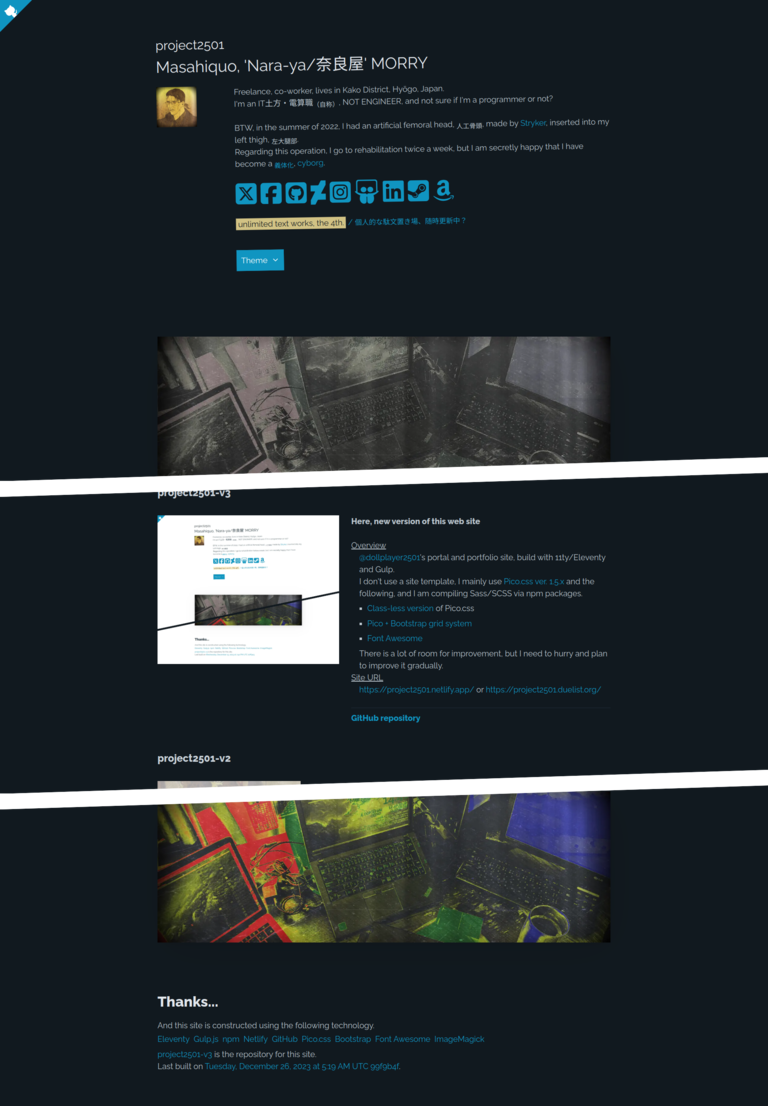 project2501
Masahiquo, 'Nara-ya/奈良屋' MORRY
Freelance, co-worker, lives in Kako District, Hyōgo, Japan.
I'm an IT土方・電算職（自称）. NOT ENGINEER, and not sure if I'm a programmer or not?
BTW, in the summer of 2022, I had an artificial femoral head, 人工骨頭, made by Stryker, inserted into my
left thigh, 左大腿部.
Regarding this operation, I go to rehabilitation twice a week, but I am secretly happy that I have
become a 義体化, cyborg.
unlimited text works, the 4th. / 個人的な駄文置き場、随時更新中？
Theme
project2501-v3
Here, new version of this web site
project2501
Masahiquo, 'Nara-ya/奈良屋' MORRY
Thanks...
Overview
@dollplayer2501's portal and portfolio site, build with 11ty/Eleventy
and Gulp.
I don't use a site template, I mainly use Pico.css ver. 1.5.x and the
following, and I am compiling Sass/SCSS via npm packages.
Class-less version of Pico.css
Pico + Bootstrap grid system
Font Awesome
There is a lot of room for improvement, but I need to hurry and plan
to improve it gradually.
Site URL
https://project2501.netlify.app/ or https://project2501.duelist.org/
GitHub repository
project2501-v2
Thanks...
And this site is constructed using the following technology.
Eleventy Gulp.js npm Netlify GitHub Pico.css Bootstrap Font Awesome ImageMagick
project2501-v3 is the repository for this site.
Last built on Tuesday, December 26, 2023 at 5:19 AM UTC 99f9b4f.